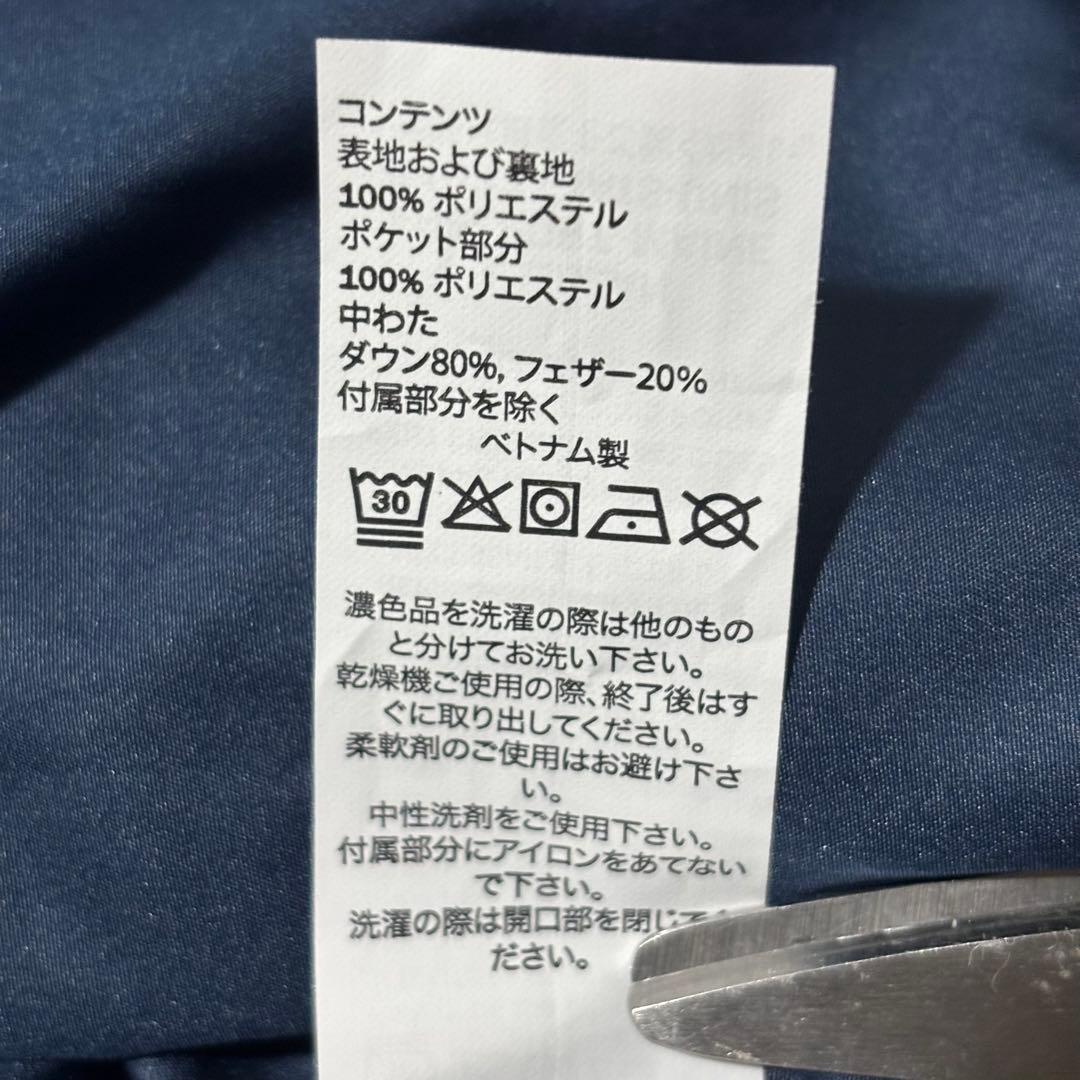 コンテンツ
表地および裏地
100% ポリエステル
ポケット部分
100% ポリエステル
中わた
ダウン80%, フェザー20%
付属部分を除く
ベトナム製
30
濃色品を洗濯の際は他のもの
と分けてお洗い下さい。
乾燥機ご使用の際、終了後はす
ぐに取り出してください。
柔軟剤のご使用はお避け下さ
い。
中性洗剤をご使用下さい。
付属部分にアイロンをあてない
で下さい。
洗濯の際は開口部を閉じて
ださい。